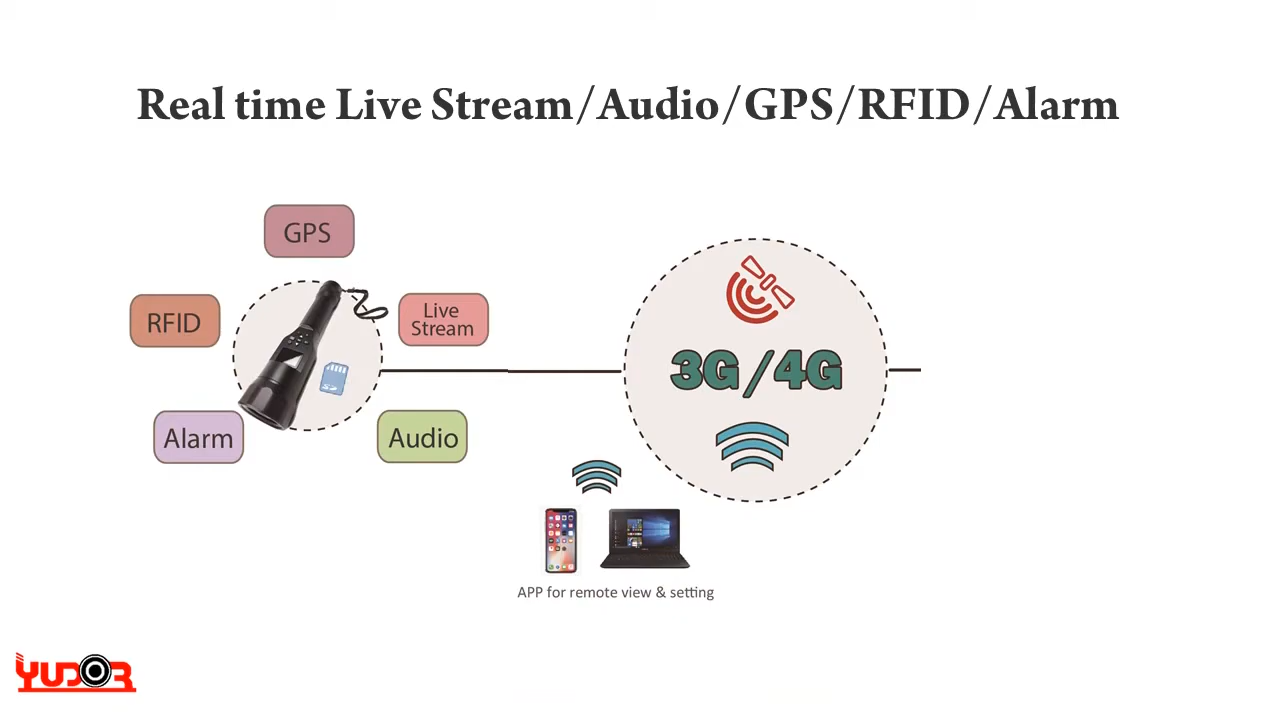 Real time Live Stream/Audio/GPS/RFID/Alarm
GPS
RFID
Live
Stream
3G/4G
SD
Alarm
Audio
APP for remote view & setting
YUDOR